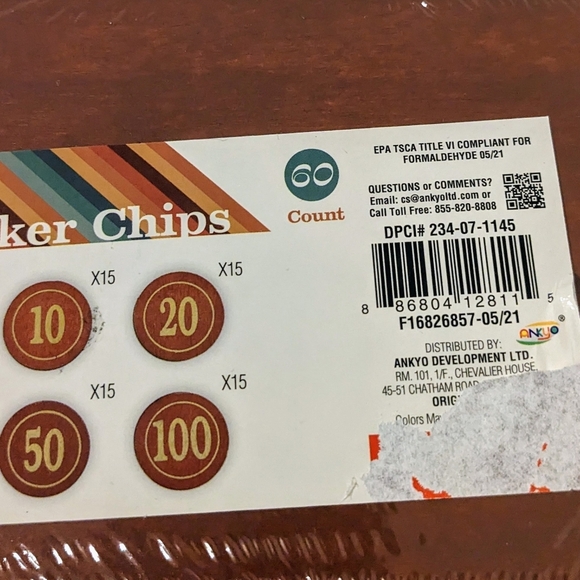 ker Chips
60
Count
X15
X15
10
20
X15
X15
50
100
EPA TSCA TITLE VI COMPLIANT FOR
FORMALDEHYDE 05/21
QUESTIONS or COMMENTS?
Email: cs@ankyoltd.com or
Call Toll Free: 855-820-8808
DPCI# 234-07-1145
8 86804 12811 5
F16826857-05/21
ANKYO ®
DISTRIBUTED BY:
ANKYO DEVELOPMENT LTD.
RM. 101, 1/F., CHEVALIER HOUSE,
45-51 CHATHAM ROAD
ORIG
Colors Ma